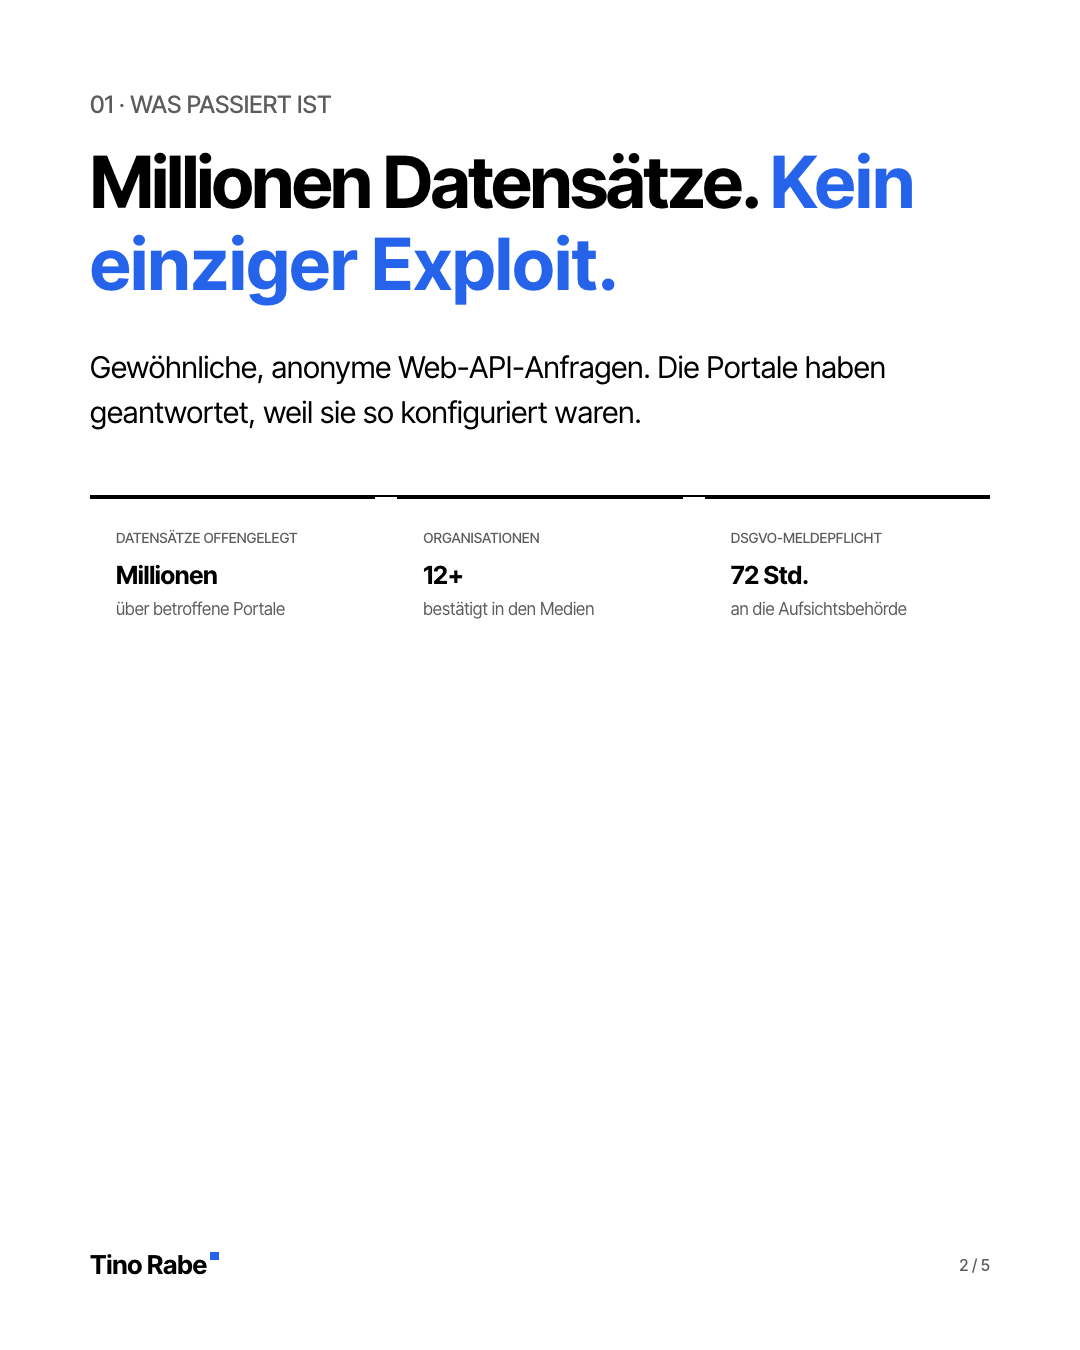 01 · WAS PASSIERT IST
Millionen Datensätze. Kein
einziger Exploit.
Gewöhnliche, anonyme Web-API-Anfragen. Die Portale haben
geantwortet, weil sie so konfiguriert waren.
DATENSÄTZE OFFENGELEGT
Millionen
über betroffene Portale
ORGANISATIONEN
12+
bestätigt in den Medien
DSGVO-MELDEPFLICHT
72 Std.
an die Aufsichtsbehörde
Tino Rabe
2 / 5